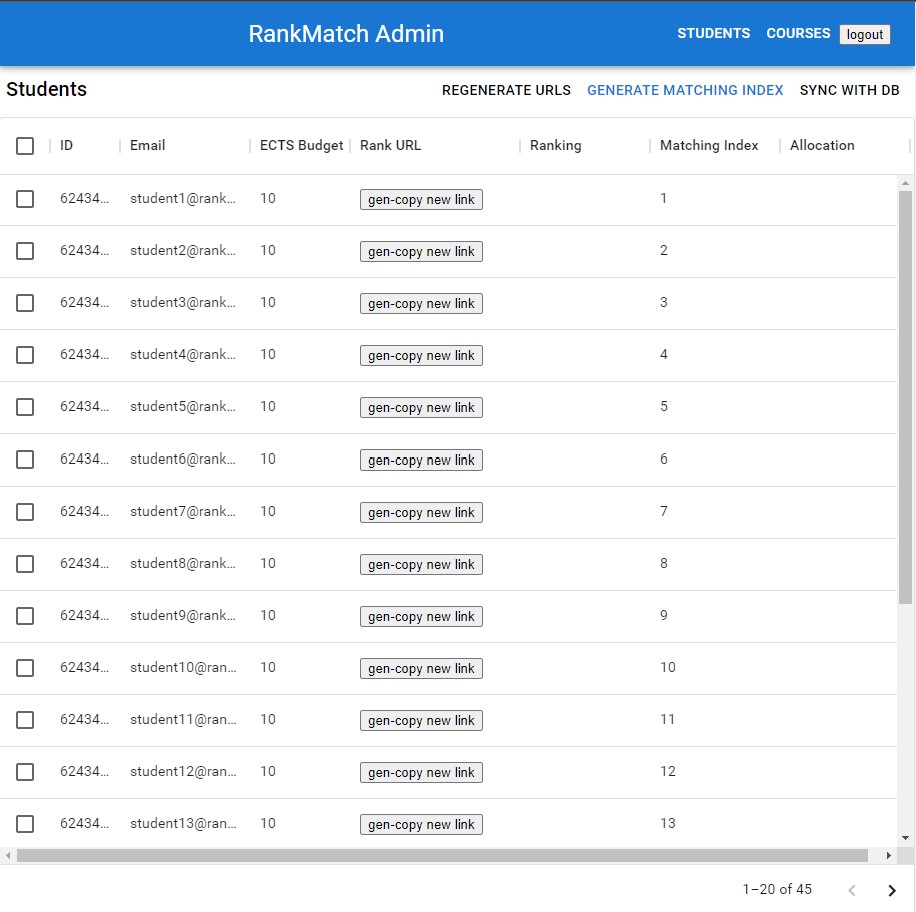 RankMatch Admin STUDENTS COURSES logout
Students REGENERATE URLS GENERATE MATCHING INDEX SYNC WITH DB
ID Email ECTS Budget Rank URL Ranking Matching Index Allocation
62434... student1@rank... 10 gen-copy new link 1
62434... student2@rank... 10 gen-copy new link 2
62434... student3@rank... 10 gen-copy new link 3
62434... student4@rank... 10 gen-copy new link 4
62434... student5@rank... 10 gen-copy new link 5
62434... student6@rank... 10 gen-copy new link 6
62434... student7@rank... 10 gen-copy new link 7
62434... student8@rank... 10 gen-copy new link 8
62434... student9@rank... 10 gen-copy new link 9
62434... student10@ran... 10 gen-copy new link 10
62434... student11@ran... 10 gen-copy new link 11
62434... student12@ran... 10 gen-copy new link 12
62434... student13@ran... 10 gen-copy new link 13
1–20 of 45